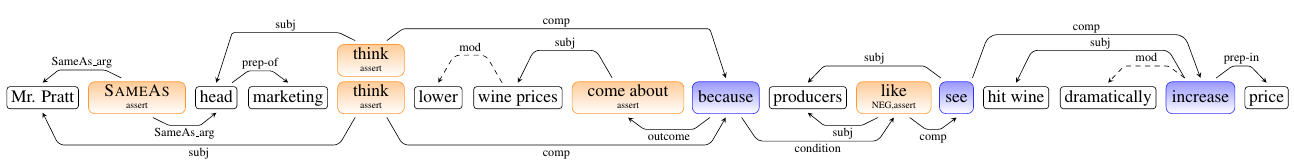 subj
comp
think
assert
SameAs_arg
prep-of
mod
subj
subj
comp
subj
mod
prep-in
Mr. Pratt
SAMEAS
assert
head
marketing
think
assert
lower
wine prices
come about
assert
because
producers
like
NEG,assert
see
hit wine
dramatically
increase
price
SameAs_arg
subj
comp
outcome
condition
subj
comp